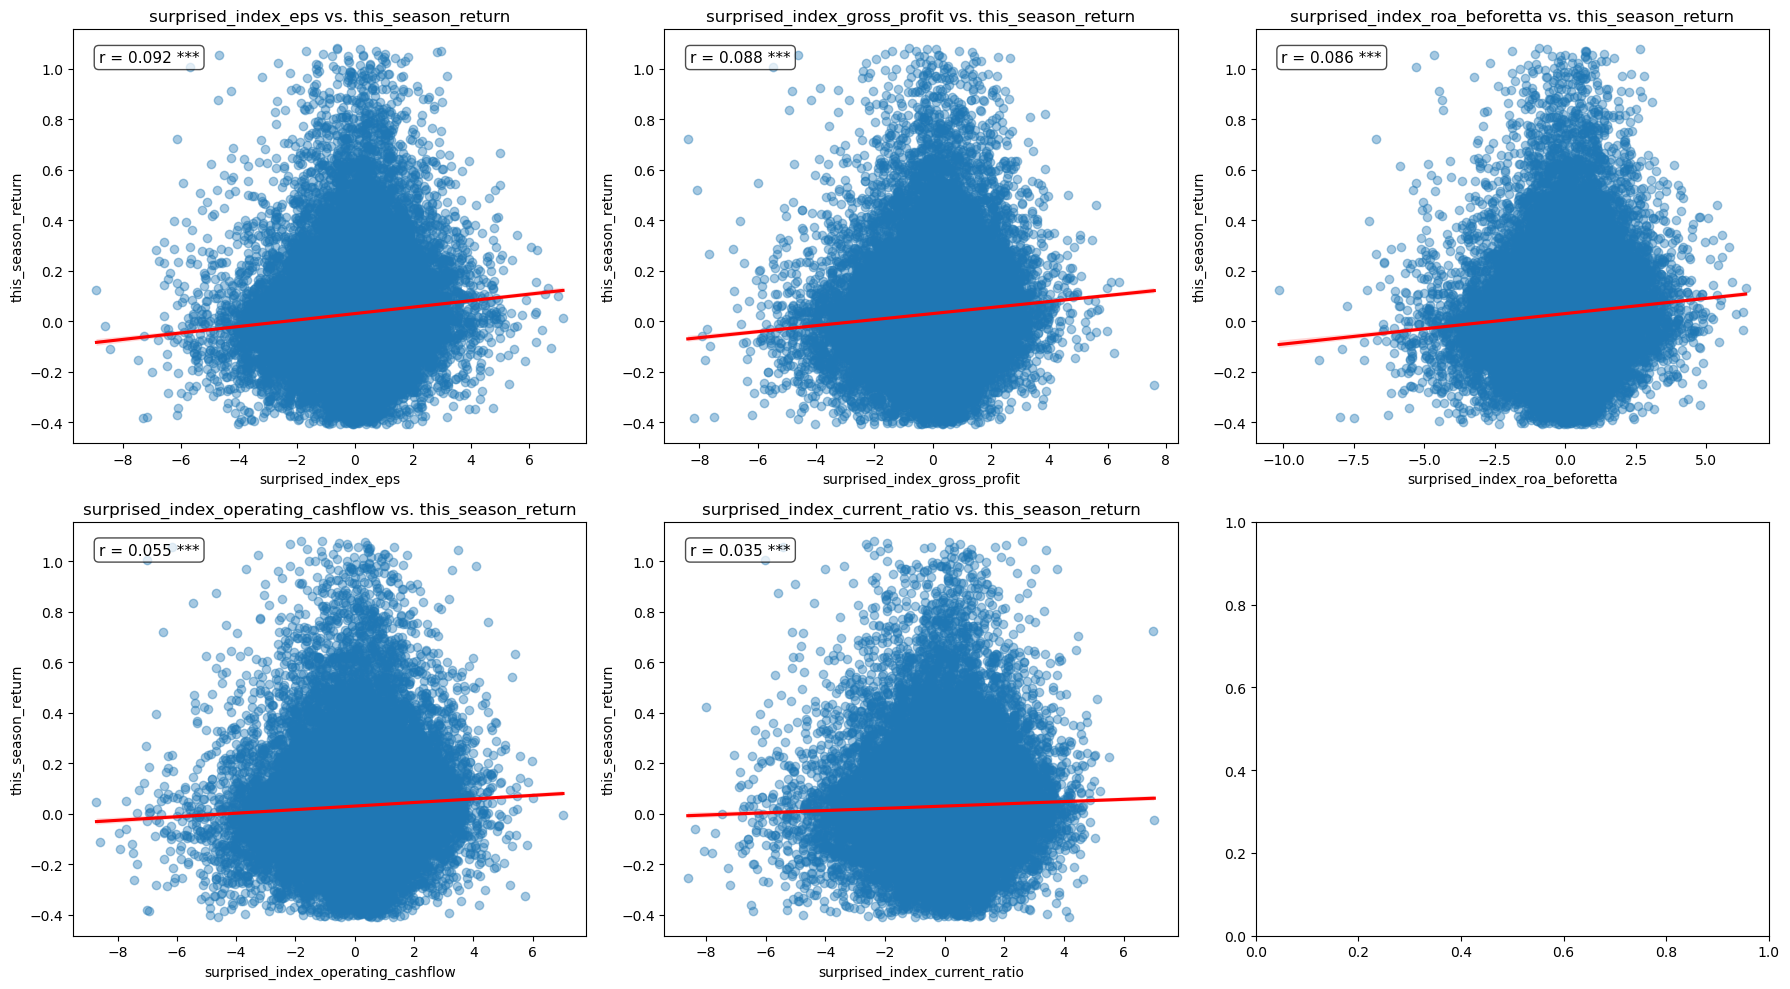 surprised_index_eps vs. this_season_return
r = 0.092 ***
this_season_return
1.0
0.8
0.6
0.4
0.2
0.0
−0.2
−0.4
−8 −6 −4 −2 0 2 4 6
surprised_index_eps
surprised_index_gross_profit vs. this_season_return
r = 0.088 ***
this_season_return
1.0
0.8
0.6
0.4
0.2
0.0
−0.2
−0.4
−8 −6 −4 −2 0 2 4 6 8
surprised_index_gross_profit
surprised_index_roa_beforetta vs. this_season_return
r = 0.086 ***
this_season_return
1.0
0.8
0.6
0.4
0.2
0.0
−0.2
−0.4
−10.0 −7.5 −5.0 −2.5 0.0 2.5 5.0
surprised_index_roa_beforetta
surprised_index_operating_cashflow vs. this_season_return
r = 0.055 ***
this_season_return
1.0
0.8
0.6
0.4
0.2
0.0
−0.2
−0.4
−8 −6 −4 −2 0 2 4 6
surprised_index_operating_cashflow
surprised_index_current_ratio vs. this_season_return
r = 0.035 ***
this_season_return
1.0
0.8
0.6
0.4
0.2
0.0
−0.2
−0.4
−8 −6 −4 −2 0 2 4 6
surprised_index_current_ratio
1.0
0.8
0.6
0.4
0.2
0.0
0.0 0.2 0.4 0.6 0.8 1.0